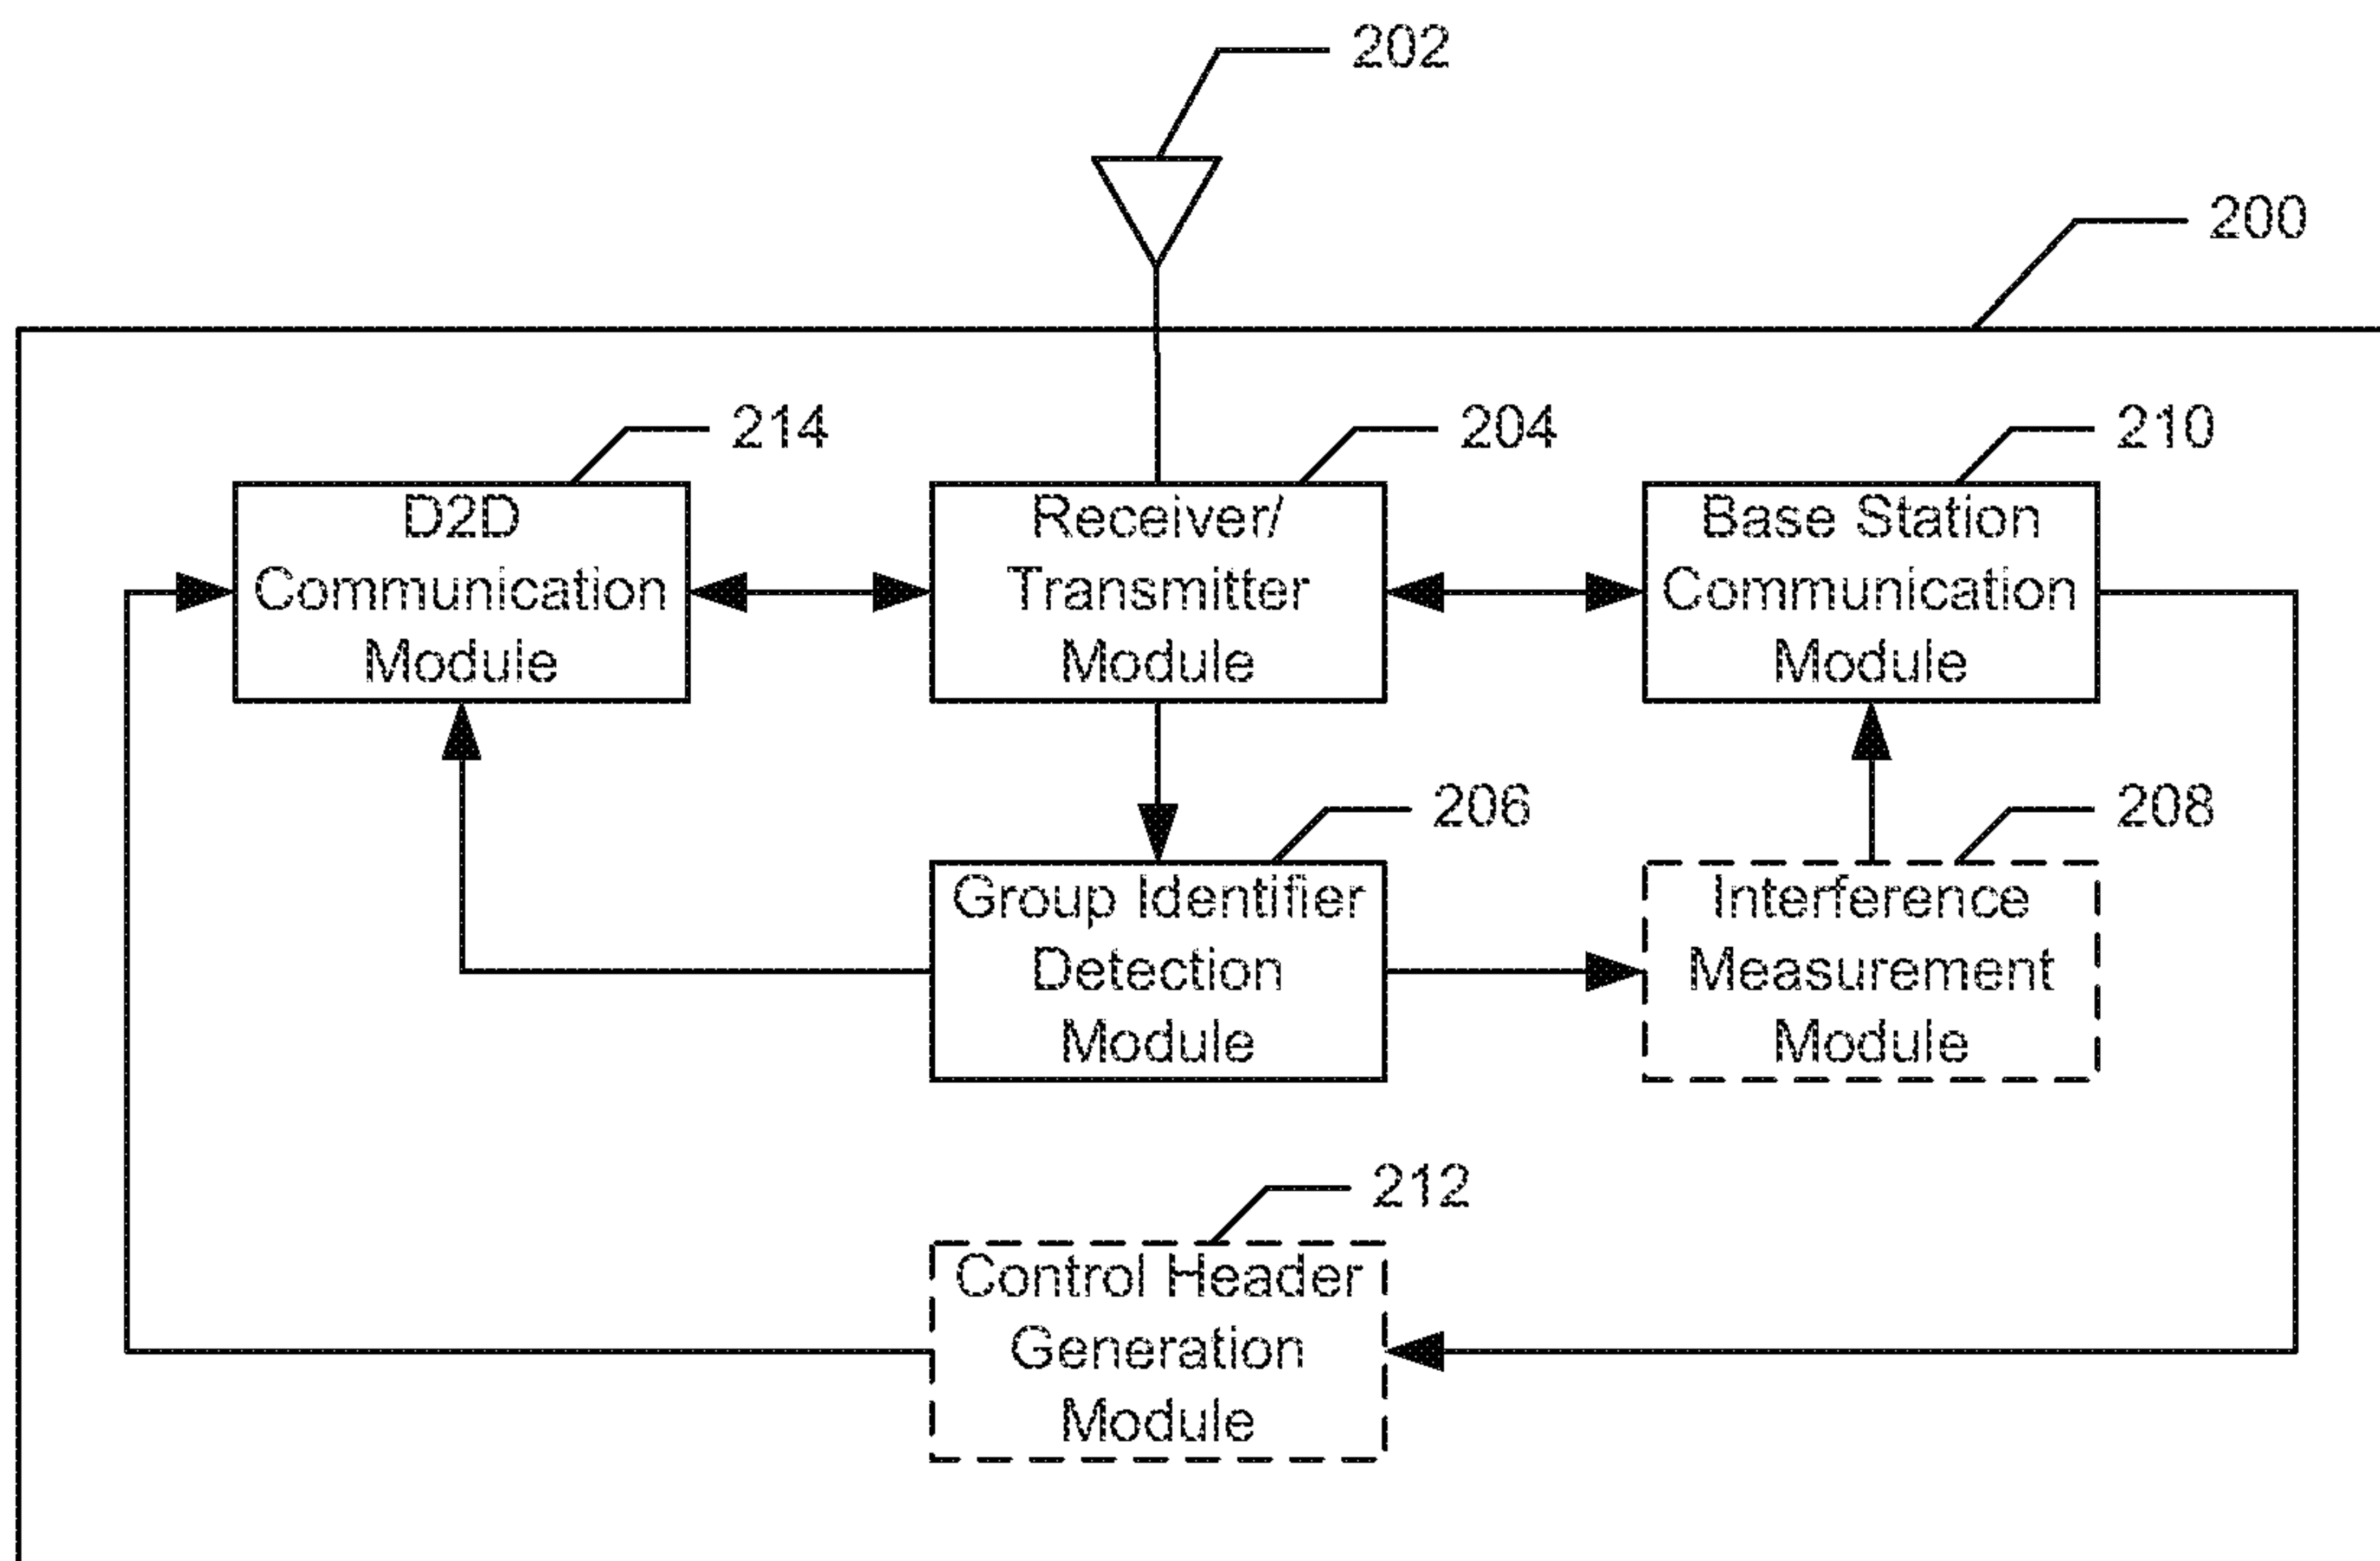 202
200
214
204
210
D2D
Communication
Module
Receiver/
Transmitter
Module
Base Station
Communication
Module
206
208
Group Identifier
Detection
Module
Interference
Measurement
Module
212
Control Header
Generation
Module